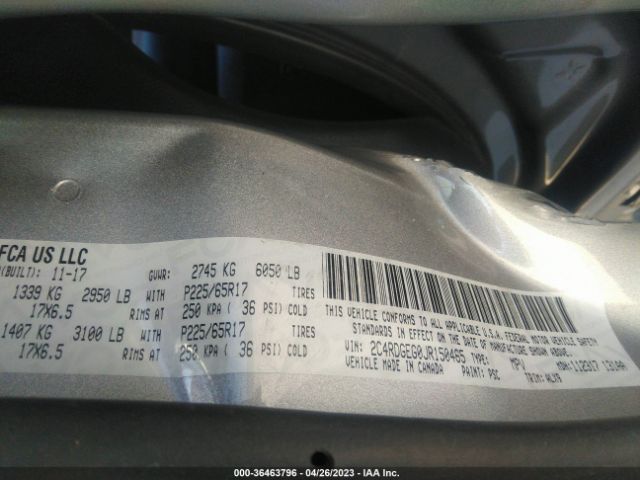 FCA US LLC
(BUILT): 11-17 GVWR: 2745 KG 6050 LB
1339 KG 2950 LB WITH P225/65R17 TIRES
17X6.5 RIMS AT 250 KPA ( 36 PSI) COLD
1407 KG 3100 LB WITH P225/65R17 TIRES
17X6.5 RIMS AT 250 KPA ( 36 PSI) COLD
THIS VEHICLE CONFORMS TO ALL APPLICABLE U.S.A. FEDERAL MOTOR VEHICLE SAFETY
STANDARDS IN EFFECT ON THE DATE OF MANUFACTURE SHOWN ABOVE.
VIN: 2C4RDGEG0JR150465 TYPE: MPV
VEHICLE MADE IN CANADA PAINT: PSC MDH: 112317 TRIM:
000-36463796 - 04/26/2023 - IAA Inc.